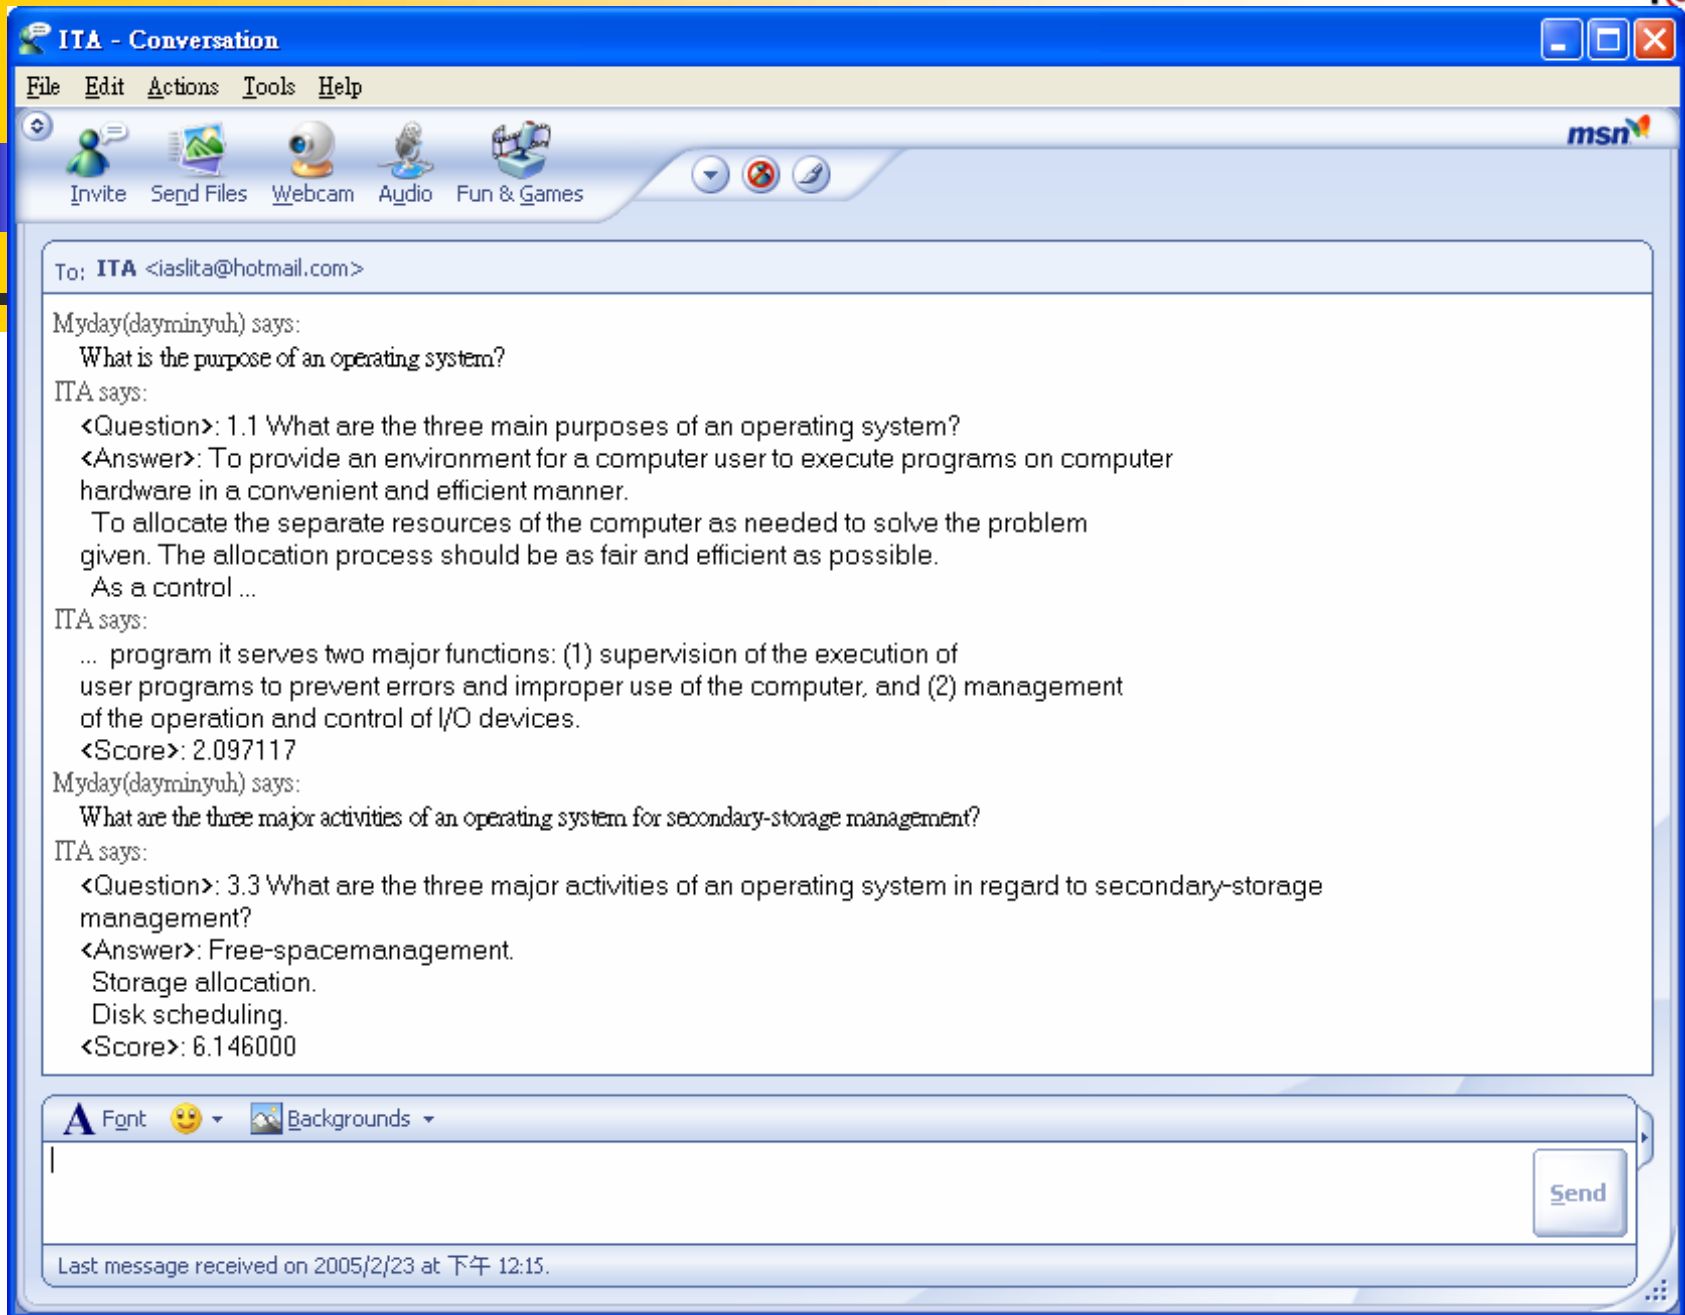 ITA - Conversation
File Edit Actions Tools Help
msn
Invite Send Files Webcam Audio Fun & Games
To: ITA <iaslita@hotmail.com>
Myday(dayminyuh) says:
What is the purpose of an operating system?
ITA says:
<Question>: 1.1 What are the three main purposes of an operating system?
<Answer>: To provide an environment for a computer user to execute programs on computer
hardware in a convenient and efficient manner.
To allocate the separate resources of the computer as needed to solve the problem
given. The allocation process should be as fair and efficient as possible.
As a control ...
ITA says:
... program it serves two major functions: (1) supervision of the execution of
user programs to prevent errors and improper use of the computer, and (2) management
of the operation and control of I/O devices.
<Score>: 2.097117
Myday(dayminyuh) says:
What are the three major activities of an operating system for secondary-storage management?
ITA says:
<Question>: 3.3 What are the three major activities of an operating system in regard to secondary-storage
management?
<Answer>: Free-spacemanagement.
Storage allocation.
Disk scheduling.
<Score>: 6.146000
A Font Backgrounds
Send
Last message received on 2005/2/23 at 下午 12:15.